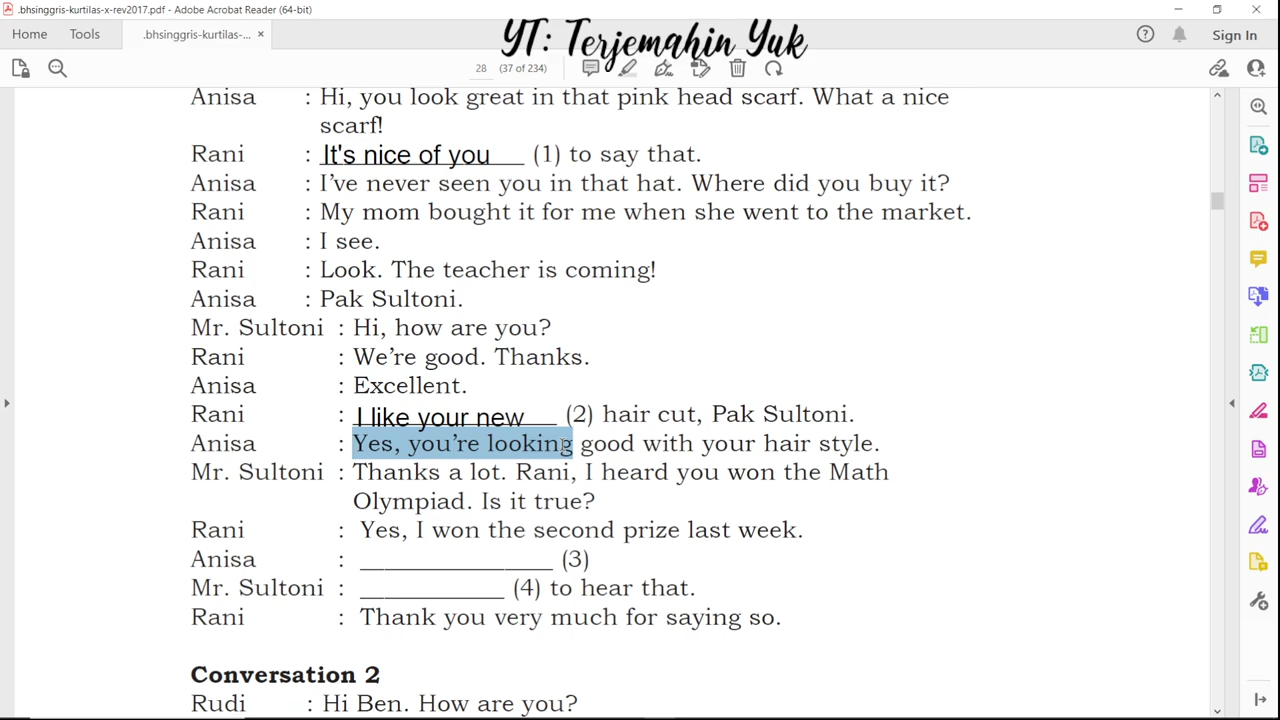 .bhsinggris-kurtilas-x-rev2017.pdf - Adobe Acrobat Reader (64-bit)
Home Tools .bhsinggris-kurtilas-... × Sign In
YT: Terjemahin Yuk
28 (37 of 234)
Anisa : Hi, you look great in that pink head scarf. What a nice
scarf!
Rani : It's nice of you (1) to say that.
Anisa : I've never seen you in that hat. Where did you buy it?
Rani : My mom bought it for me when she went to the market.
Anisa : I see.
Rani : Look. The teacher is coming!
Anisa : Pak Sultoni.
Mr. Sultoni : Hi, how are you?
Rani : We're good. Thanks.
Anisa : Excellent.
Rani : I like your new (2) hair cut, Pak Sultoni.
Anisa : Yes, you're looking good with your hair style.
Mr. Sultoni : Thanks a lot. Rani, I heard you won the Math
Olympiad. Is it true?
Rani : Yes, I won the second prize last week.
Anisa : ________________ (3)
Mr. Sultoni : ____________ (4) to hear that.
Rani : Thank you very much for saying so.
Conversation 2
Rudi : Hi Ben. How are you?